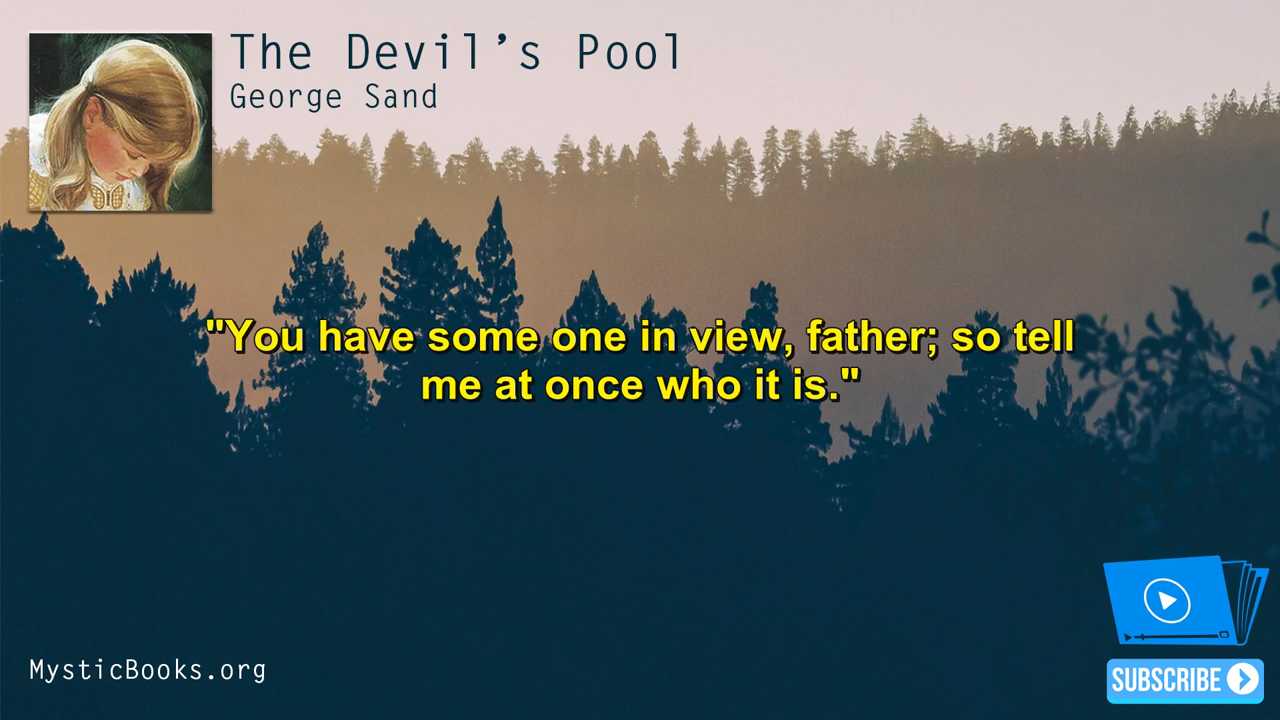 The Devil’s Pool
George Sand
"You have some one in view, father; so tell
me at once who it is."
MysticBooks.org
SUBSCRIBE